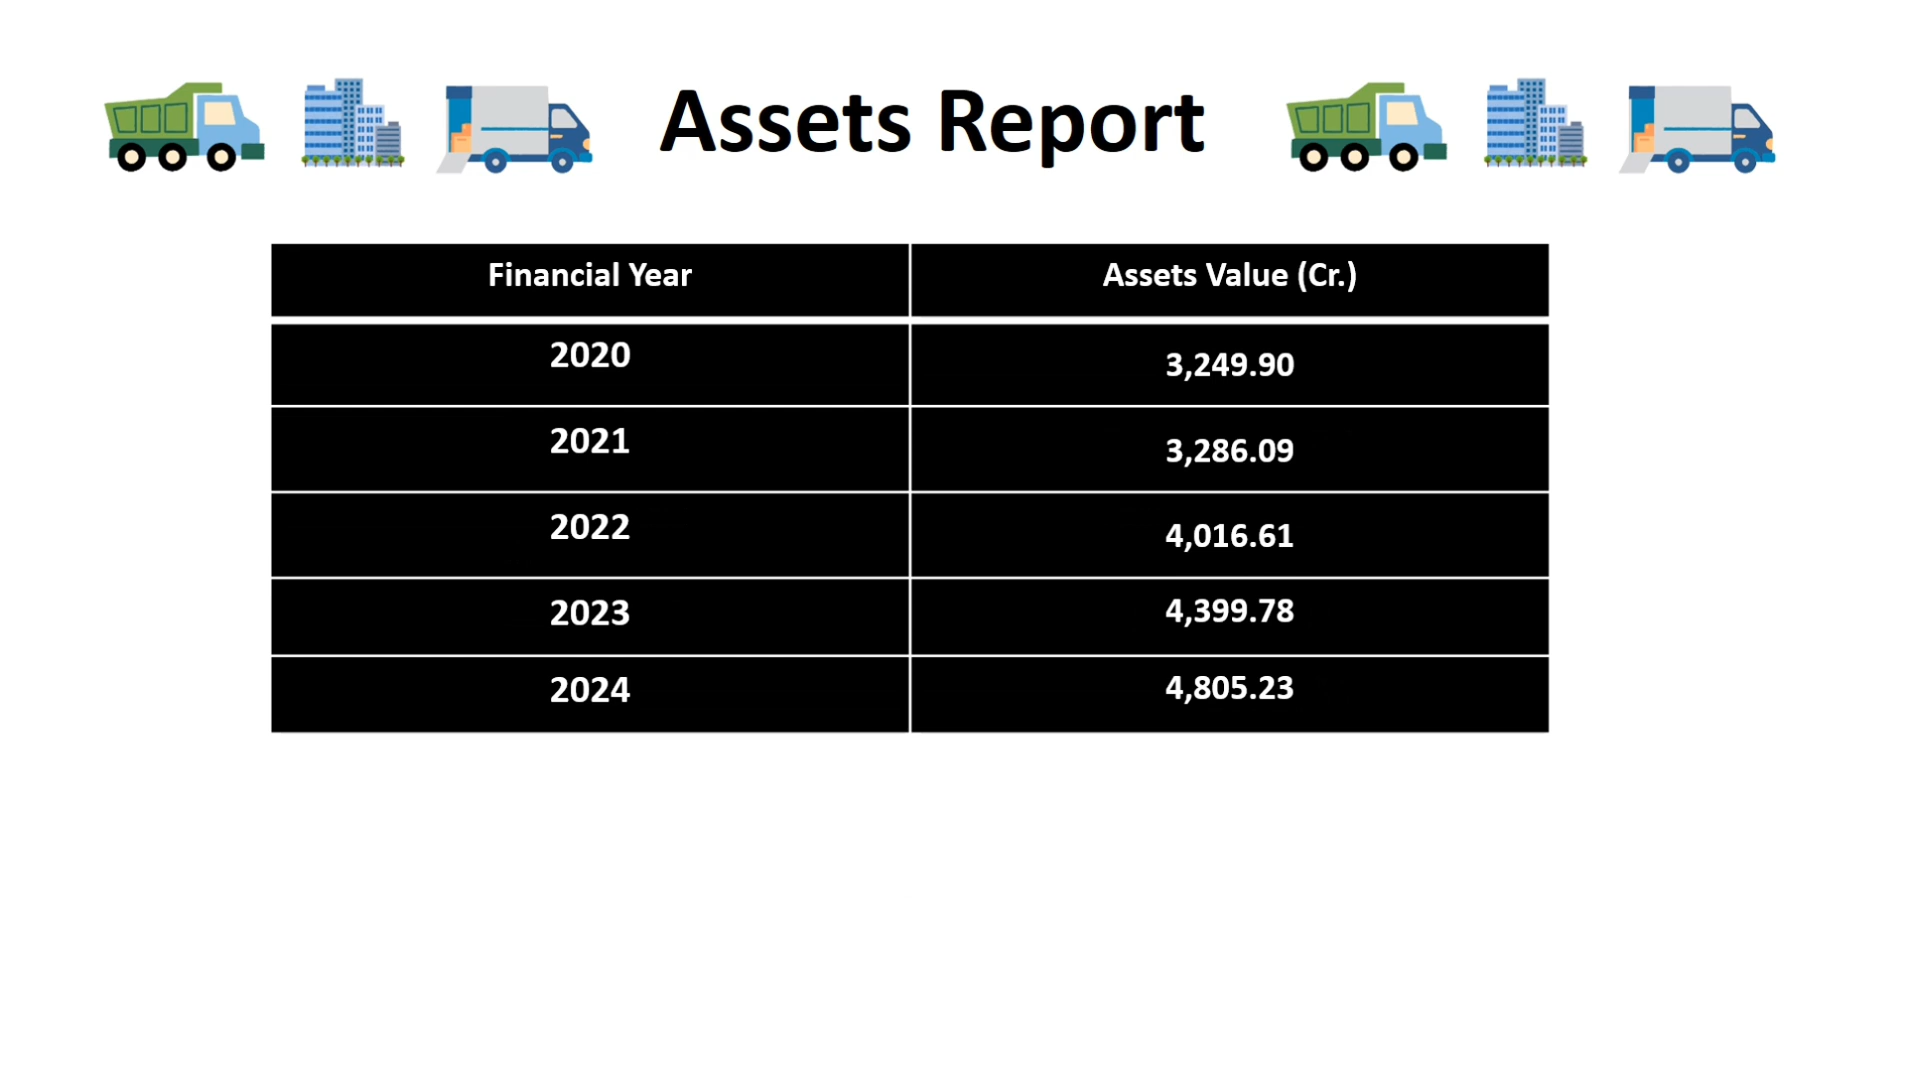 Assets Report
Financial Year Assets Value (Cr.)
2020 3,249.90
2021 3,286.09
2022 4,016.61
2023 4,399.78
2024 4,805.23